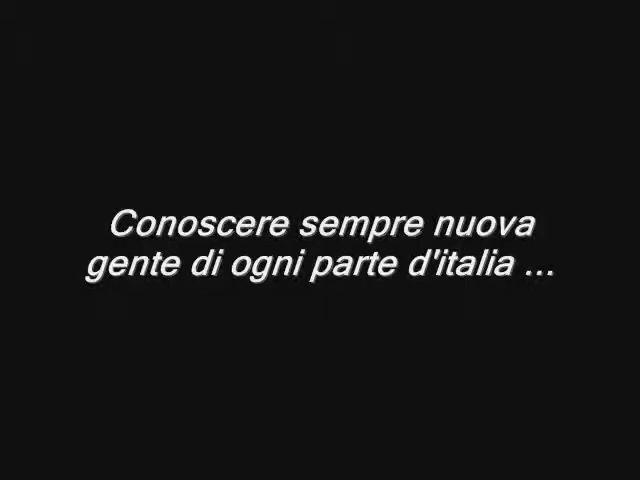 Conoscere sempre nuova
gente di ogni parte d'italia ...